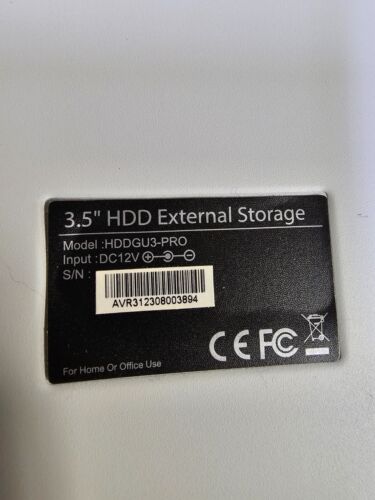 3.5" HDD External Storage
Model :HDDGU3-PRO
Input :DC12V
S/N :
AVR312308003894
CE FC
For Home Or Office Use